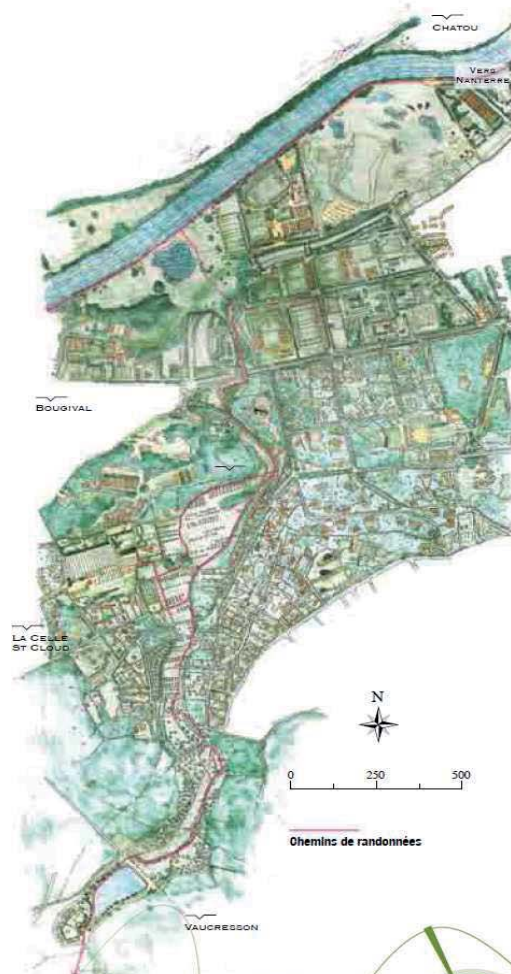 CHATOU
VERS
NANTERRE
BOUGIVAL
LA CELLE
ST CLOUD
N
0 250 500
Chemins de randonnées
VAUCRESSON